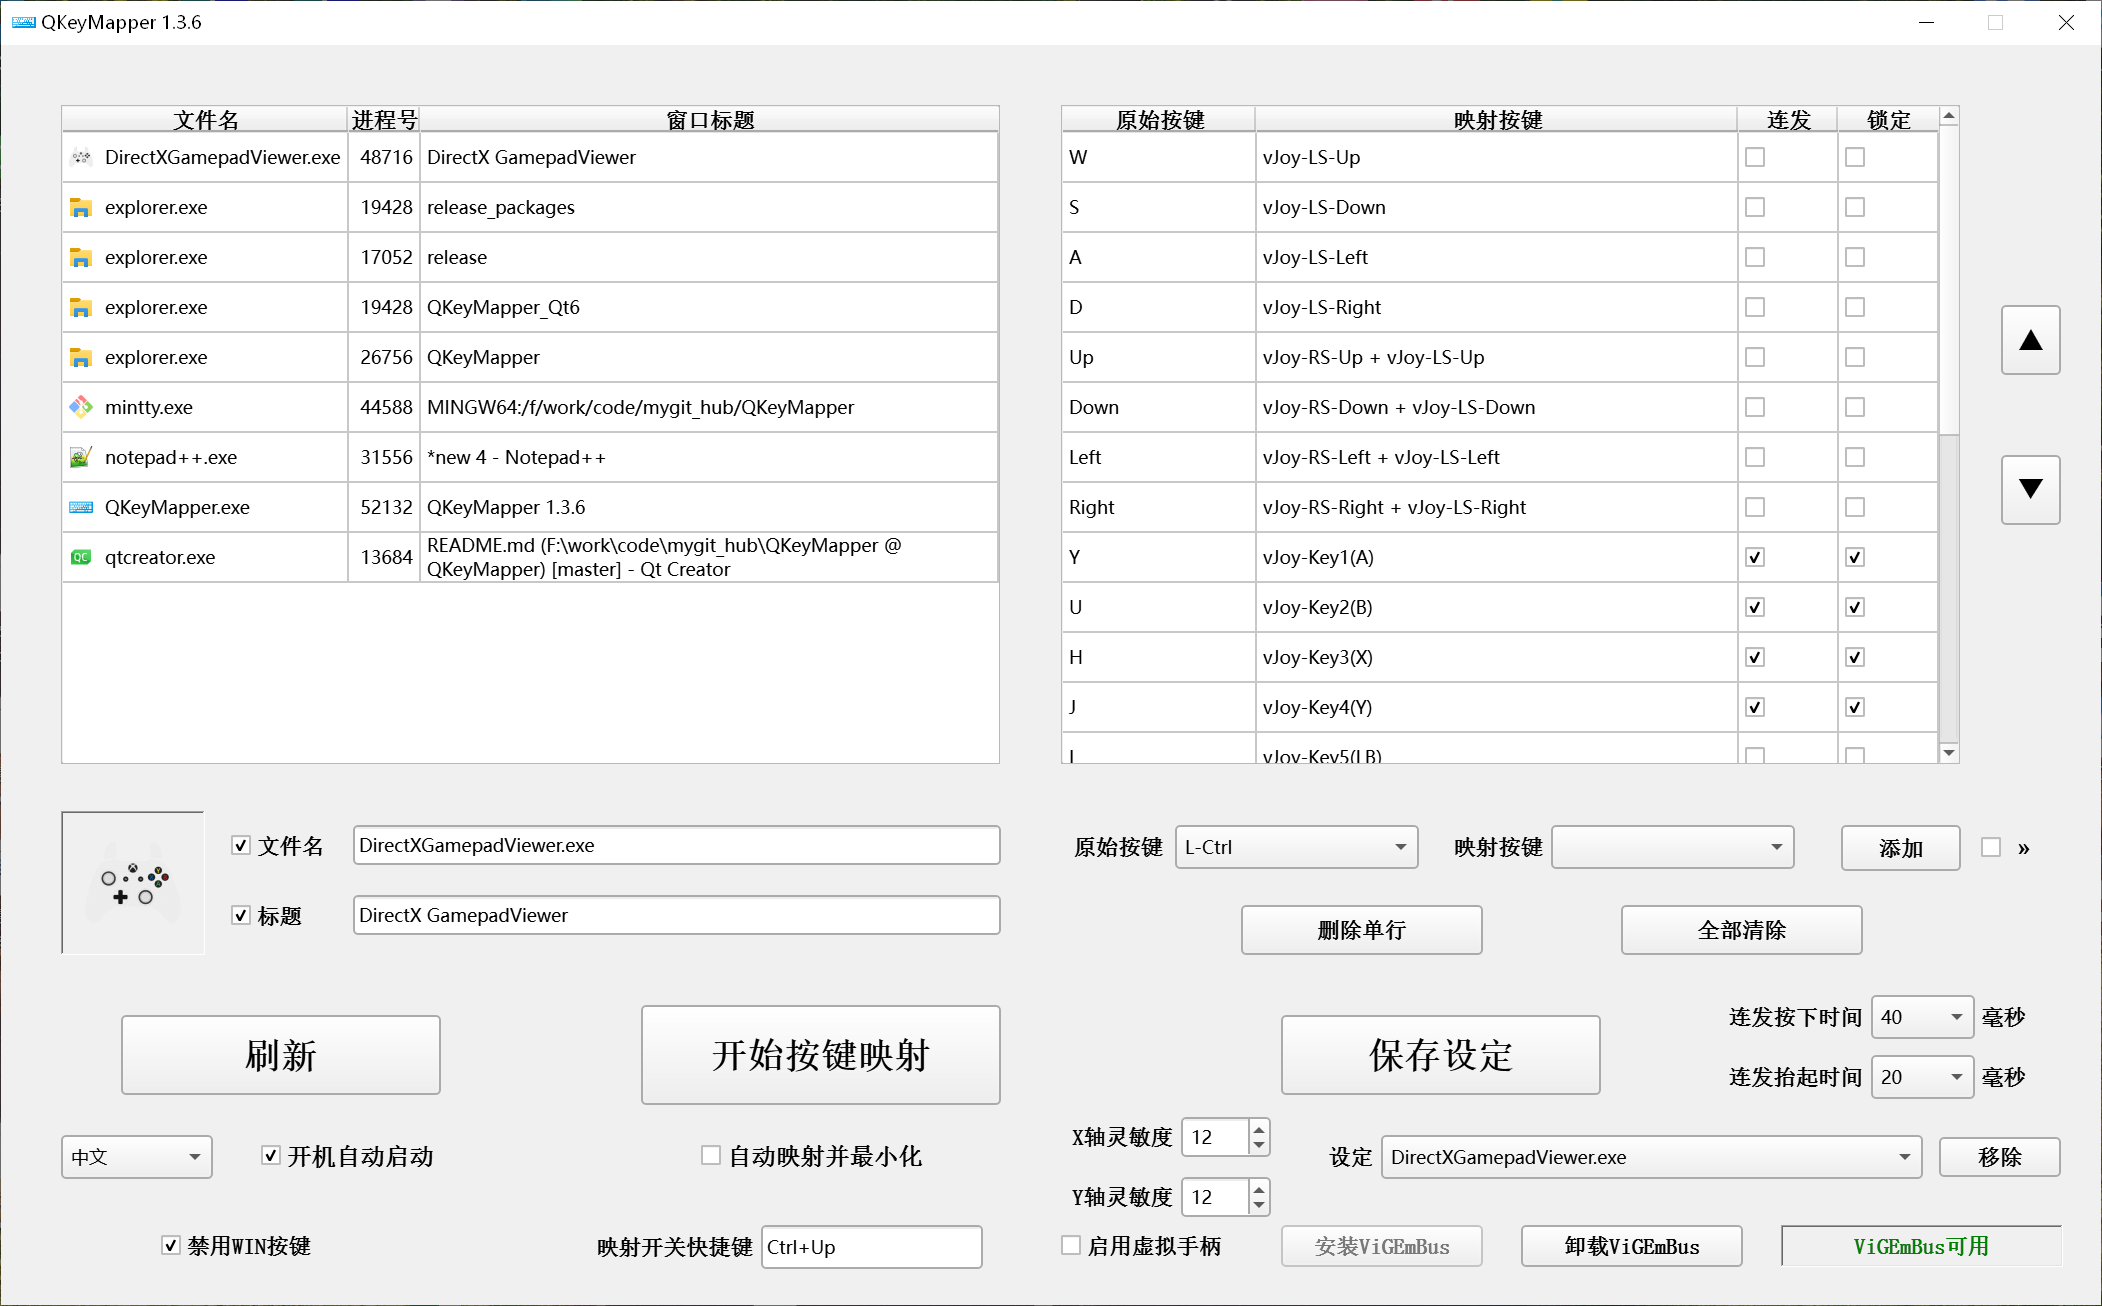 QKeyMapper 1.3.6
文件名 进程号 窗口标题
DirectXGamepadViewer.exe 48716 DirectX GamepadViewer
explorer.exe 19428 release_packages
explorer.exe 17052 release
explorer.exe 19428 QKeyMapper_Qt6
explorer.exe 26756 QKeyMapper
mintty.exe 44588 MINGW64:/f/work/code/mygit_hub/QKeyMapper
notepad++.exe 31556 *new 4 - Notepad++
QKeyMapper.exe 52132 QKeyMapper 1.3.6
qtcreator.exe 13684 README.md (F:\work\code\mygit_hub\QKeyMapper @
QKeyMapper) [master] - Qt Creator
原始按键 映射按键 连发 锁定
W vJoy-LS-Up
S vJoy-LS-Down
A vJoy-LS-Left
D vJoy-LS-Right
Up vJoy-RS-Up + vJoy-LS-Up
Down vJoy-RS-Down + vJoy-LS-Down
Left vJoy-RS-Left + vJoy-LS-Left
Right vJoy-RS-Right + vJoy-LS-Right
Y vJoy-Key1(A)
U vJoy-Key2(B)
H vJoy-Key3(X)
J vJoy-Key4(Y)
vJoy-Key5(LB)
▲
▼
文件名 DirectXGamepadViewer.exe
标题 DirectX GamepadViewer
原始按键 L-Ctrl 映射按键 添加 »
删除单行 全部清除
刷新 开始按键映射 保存设定
连发按下时间 40 毫秒
连发抬起时间 20 毫秒
中文 开机自动启动 自动映射并最小化
X轴灵敏度 12
设定 DirectXGamepadViewer.exe 移除
Y轴灵敏度 12
禁用WIN按键 映射开关快捷键 Ctrl+Up
启用虚拟手柄 安装ViGEmBus 卸载ViGEmBus ViGEmBus可用